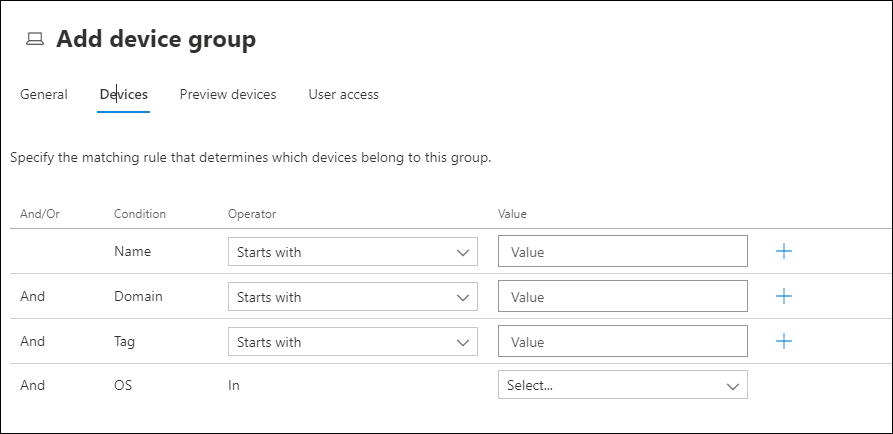 Add device group
General Devices Preview devices User access
Specify the matching rule that determines which devices belong to this group.
And/Or Condition Operator Value
Name Starts with Value
And Domain Starts with Value
And Tag Starts with Value
And OS In Select...